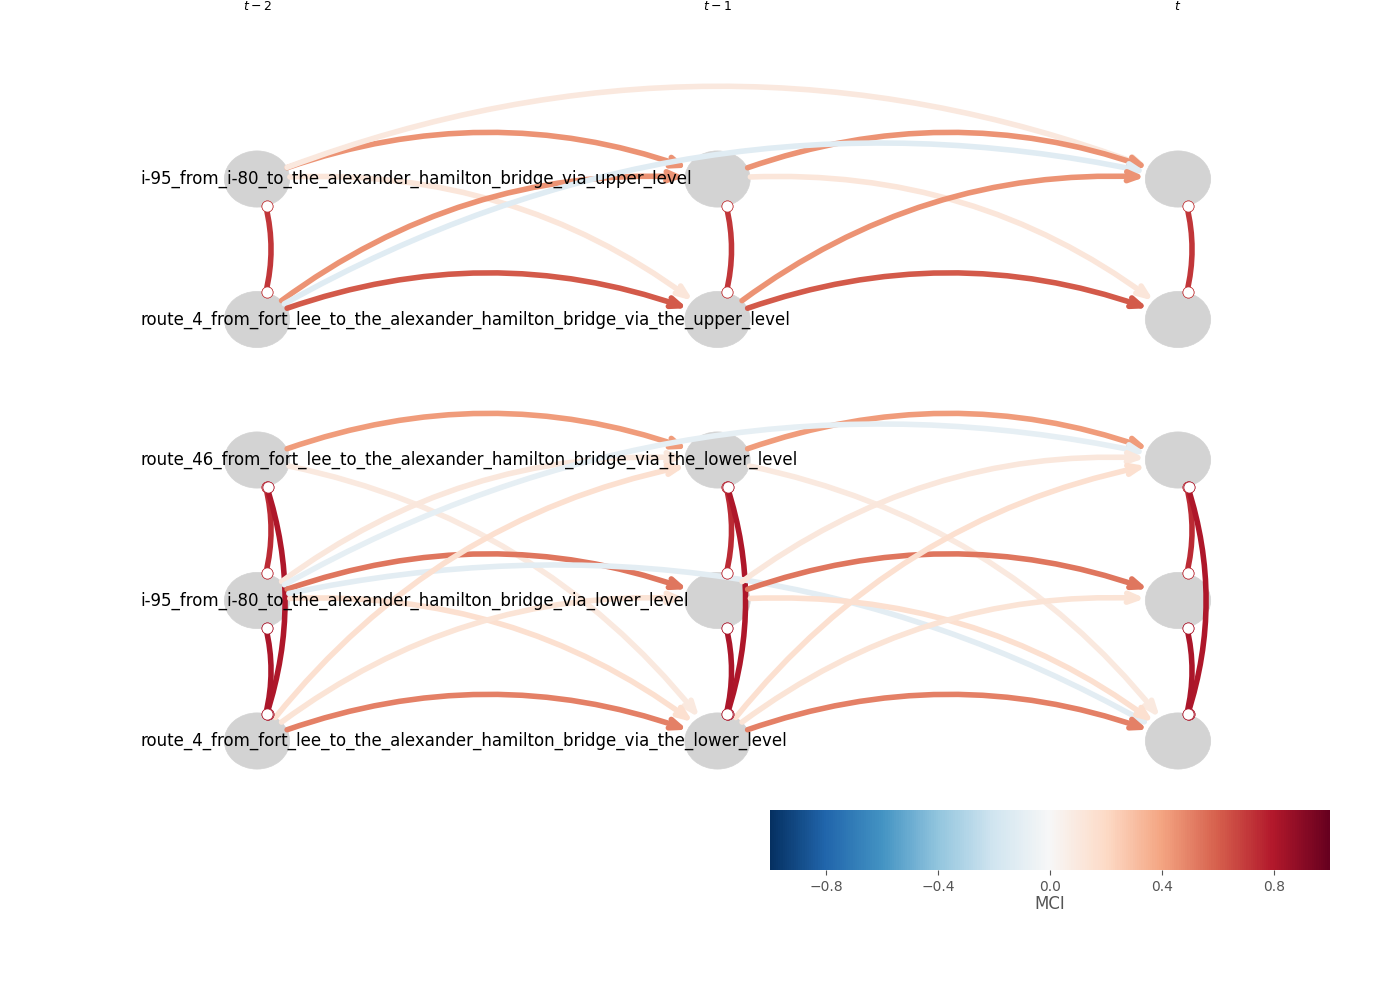 t − 2 t − 1 t
i-95_from_i-80_to_the_alexander_hamilton_bridge_via_upper_level
route_4_from_fort_lee_to_the_alexander_hamilton_bridge_via_the_upper_level
route_46_from_fort_lee_to_the_alexander_hamilton_bridge_via_the_lower_level
i-95_from_i-80_to_the_alexander_hamilton_bridge_via_lower_level
route_4_from_fort_lee_to_the_alexander_hamilton_bridge_via_the_lower_level
−0.8 −0.4 0.0 0.4 0.8
MCI